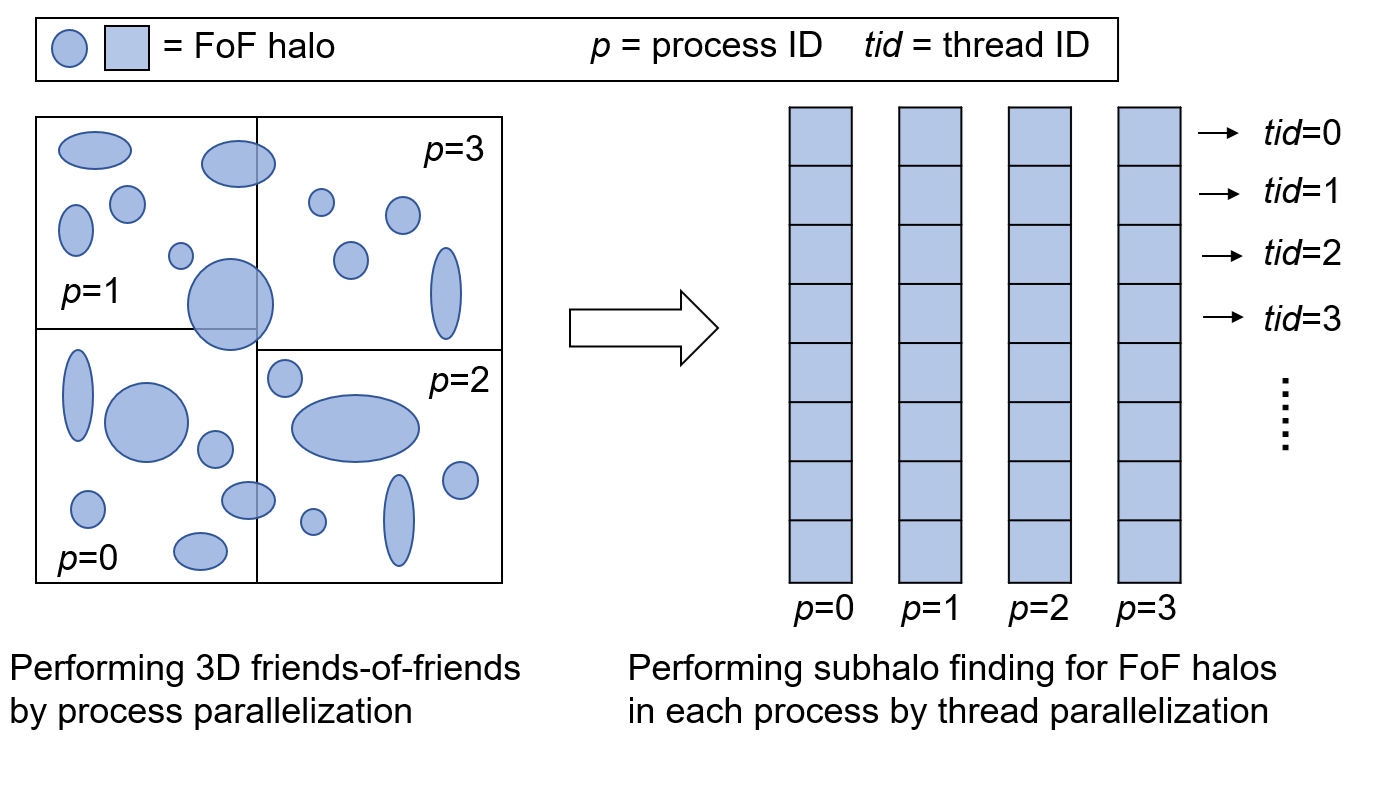 = FoF halo
p = process ID
tid = thread ID
p=3
p=1
p=2
p=0
tid=0
tid=1
tid=2
tid=3
p=0
p=1
p=2
p=3
Performing 3D friends-of-friends
by process parallelization
Performing subhalo finding for FoF halos
in each process by thread parallelization